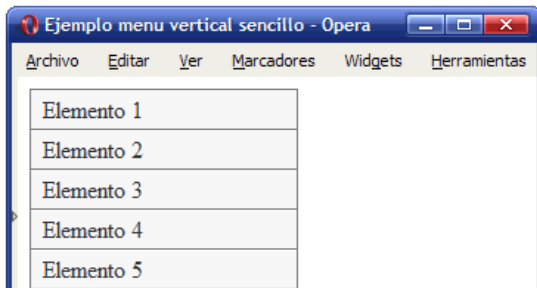 Ejemplo menu vertical sencillo - Opera
Archivo Editar Ver Marcadores Widgets Herramientas
Elemento 1
Elemento 2
Elemento 3
Elemento 4
Elemento 5